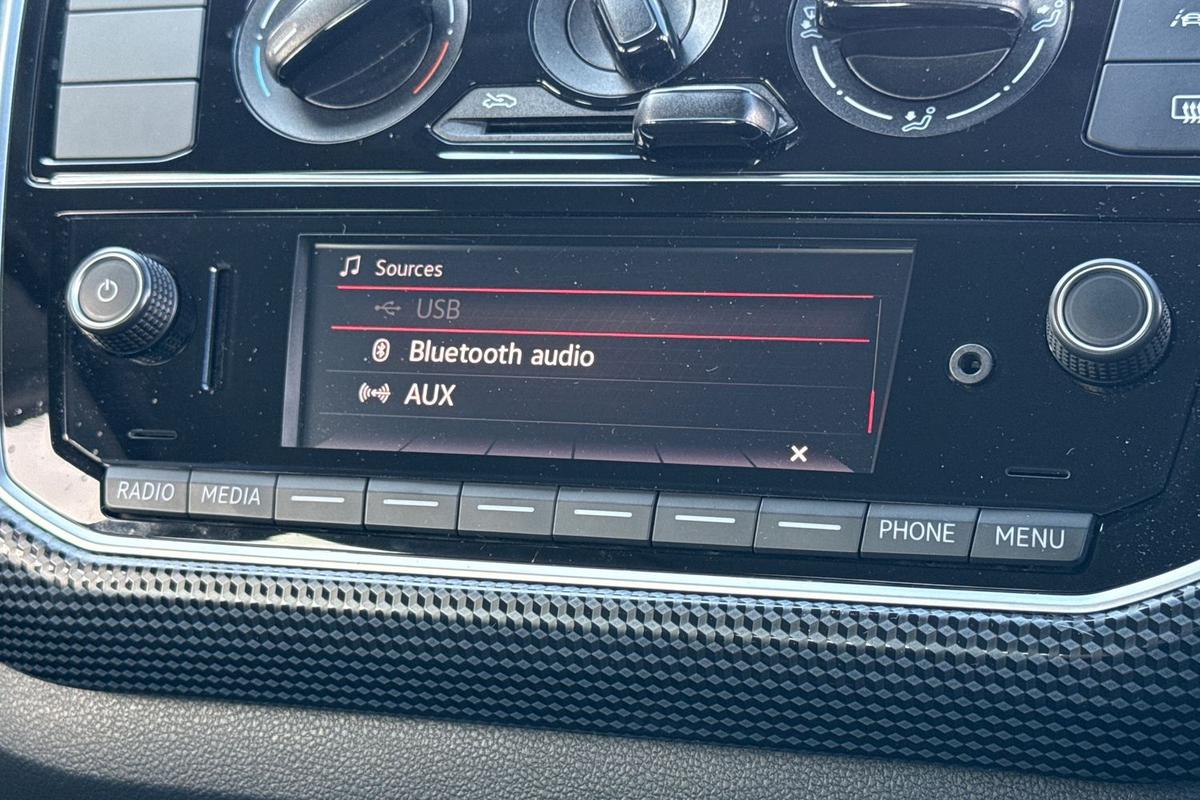 Sources
USB
Bluetooth audio
AUX
RADIO MEDIA PHONE MENU